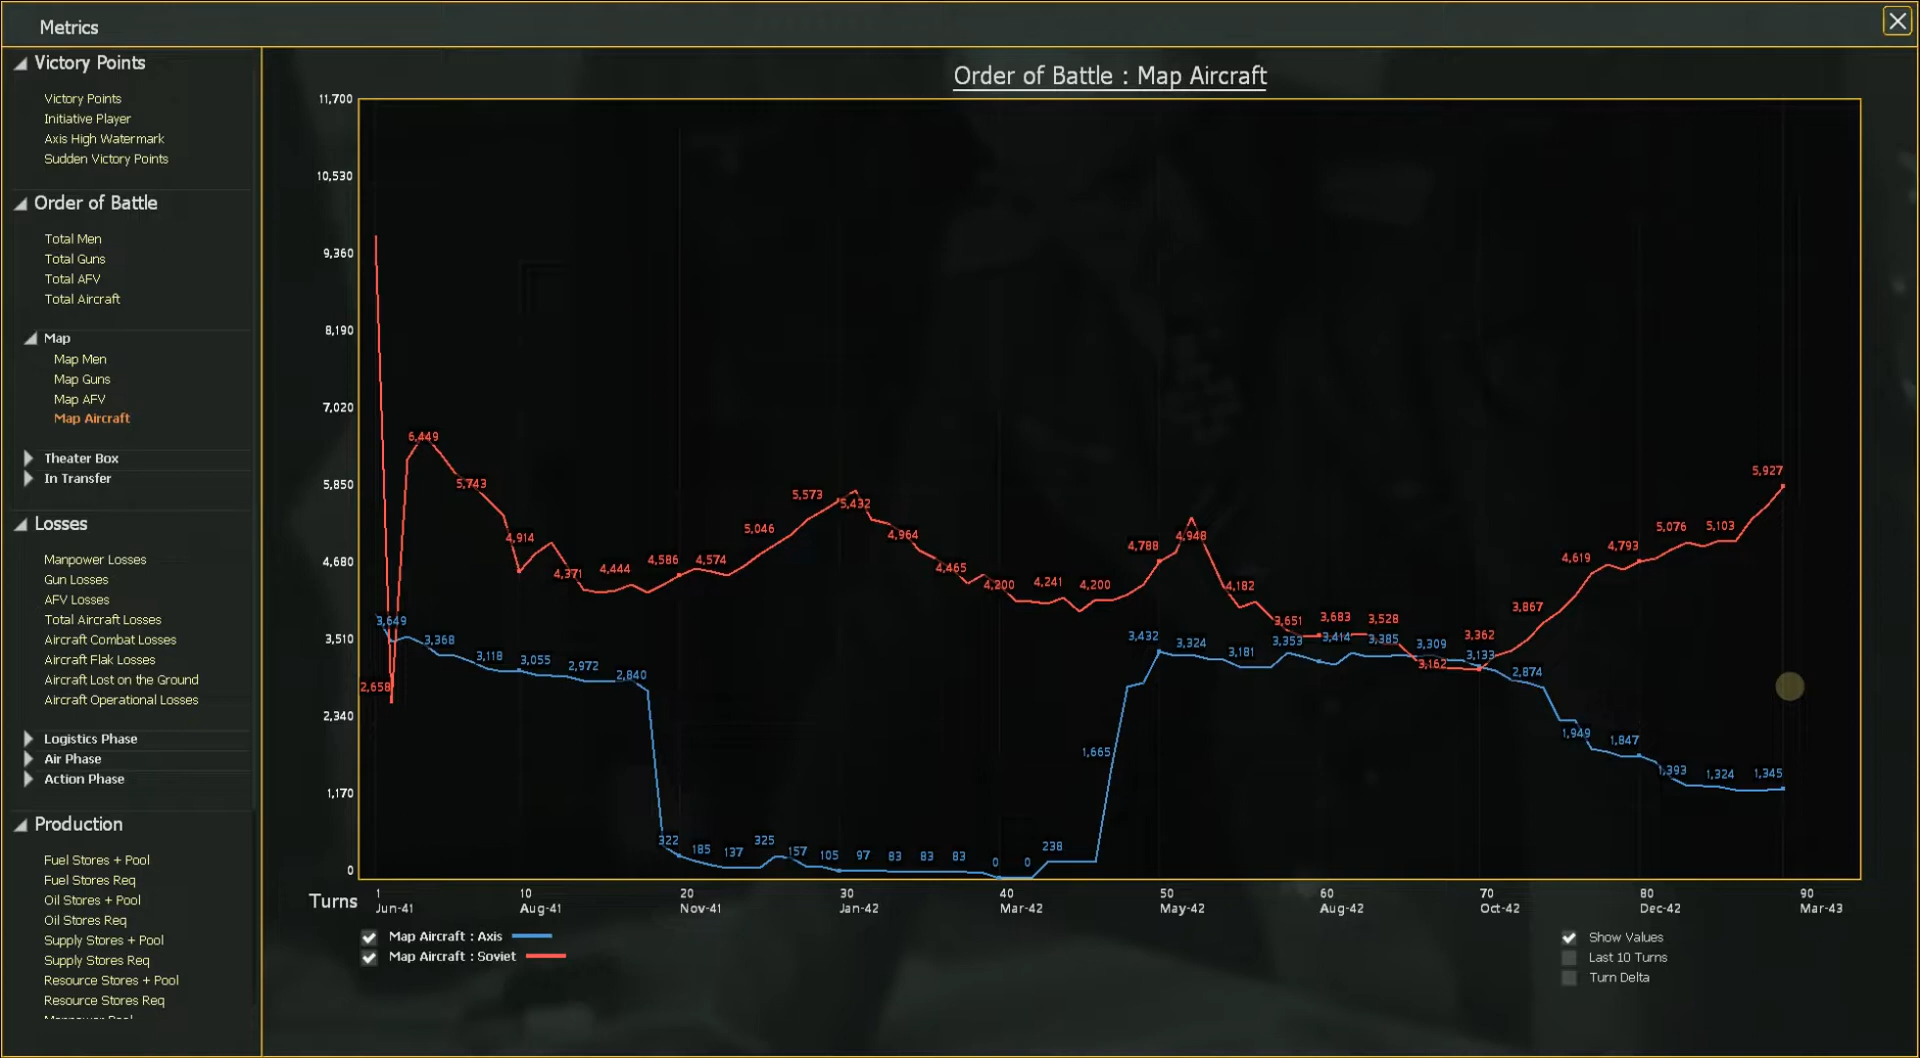 Metrics
Victory Points
Victory Points
Initiative Player
Axis High Watermark
Sudden Victory Points
Order of Battle
Total Men
Total Guns
Total AFV
Total Aircraft
Map
Map Men
Map Guns
Map AFV
Map Aircraft
Theater Box
In Transfer
Losses
Manpower Losses
Gun Losses
AFV Losses
Total Aircraft Losses
Aircraft Combat Losses
Aircraft Flak Losses
Aircraft Lost on the Ground
Aircraft Operational Losses
Logistics Phase
Air Phase
Action Phase
Production
Fuel Stores + Pool
Fuel Stores Req
Oil Stores + Pool
Oil Stores Req
Supply Stores + Pool
Supply Stores Req
Resource Stores + Pool
Resource Stores Req
Order of Battle : Map Aircraft
11,700
10,530
9,360
8,190
7,020
5,850
4,680
3,510
2,340
1,170
0
2,658
6,449
5,743
4,914
4,371
4,444
4,586
4,574
5,046
5,573
5,432
4,964
4,465
4,200
4,241
4,200
4,788
4,948
4,182
3,651
3,683
3,528
3,162
3,362
3,867
4,619
4,793
5,076
5,103
5,927
3,649
3,368
3,118
3,055
2,972
2,840
322
185
137
325
157
105
97
83
83
83
0
0
238
1,665
3,432
3,324
3,181
3,353
3,414
3,385
3,309
3,133
2,874
1,949
1,847
1,393
1,324
1,345
Turns
1 10 20 30 40 50 60 70 80 90
Jun-41 Aug-41 Nov-41 Jan-42 Mar-42 May-42 Aug-42 Oct-42 Dec-42 Mar-43
Map Aircraft : Axis
Map Aircraft : Soviet
Show Values
Last 10 Turns
Turn Delta